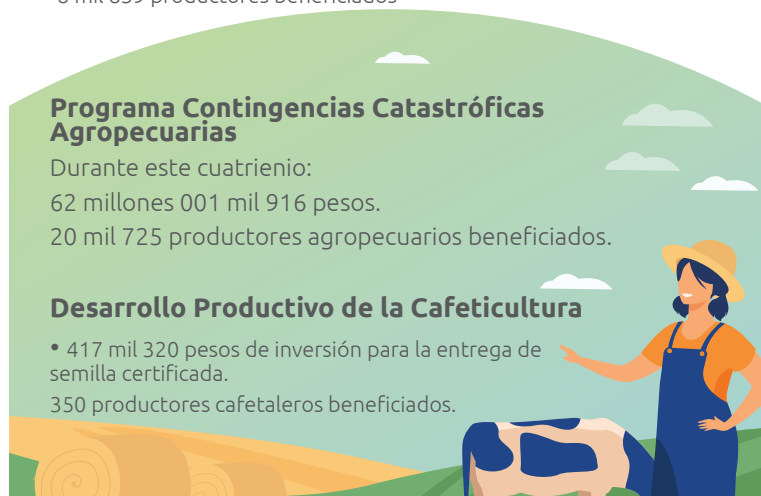 productores beneficiados
Programa Contingencias Catastróficas
Agropecuarias
Durante este cuatrienio:
62 millones 001 mil 916 pesos.
20 mil 725 productores agropecuarios beneficiados.
Desarrollo Productivo de la Cafeticultura
• 417 mil 320 pesos de inversión para la entrega de
semilla certificada.
350 productores cafetaleros beneficiados.